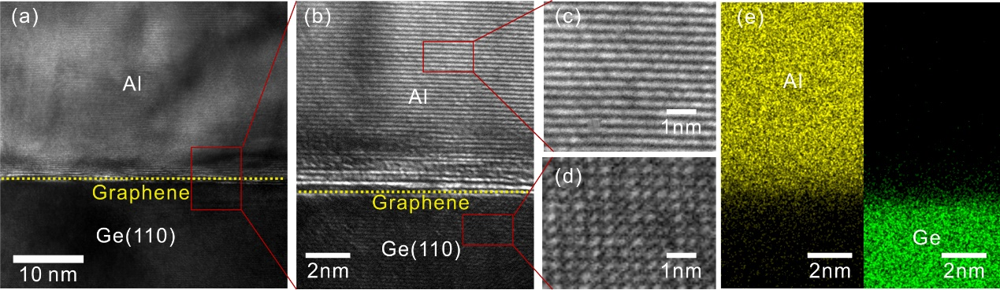 (a)
Al
Graphene
Ge(110)
10 nm
(b)
Al
Graphene
Ge(110)
2nm
(c)
1nm
(d)
1nm
(e)
Al
2nm
Ge
2nm